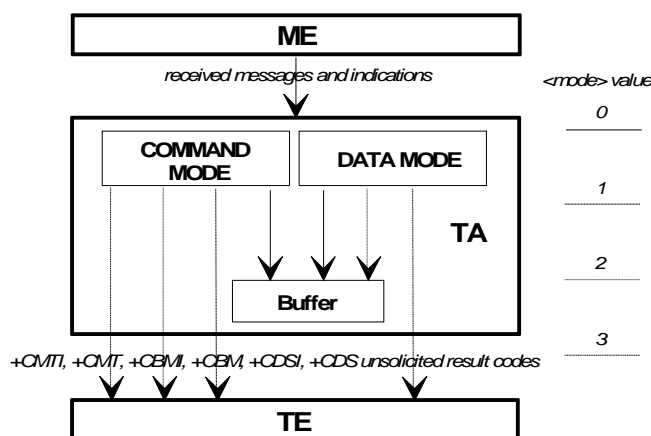 ME
received messages and indications
<mode> value
0
COMMAND
MODE
DATA MODE
1
TA
2
Buffer
3
+CMTI, +CMT, +CBMI, +CBM, +CDSI, +CDS unsolicited result codes
TE